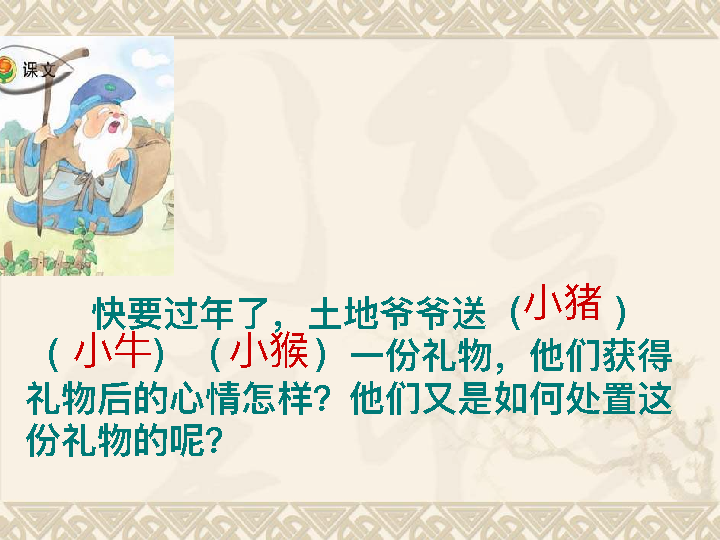 课文
快要过年了，土地爷爷送（小猪）
（小牛）（小猴）一份礼物，他们获得
礼物后的心情怎样？他们又是如何处置这
份礼物的呢？